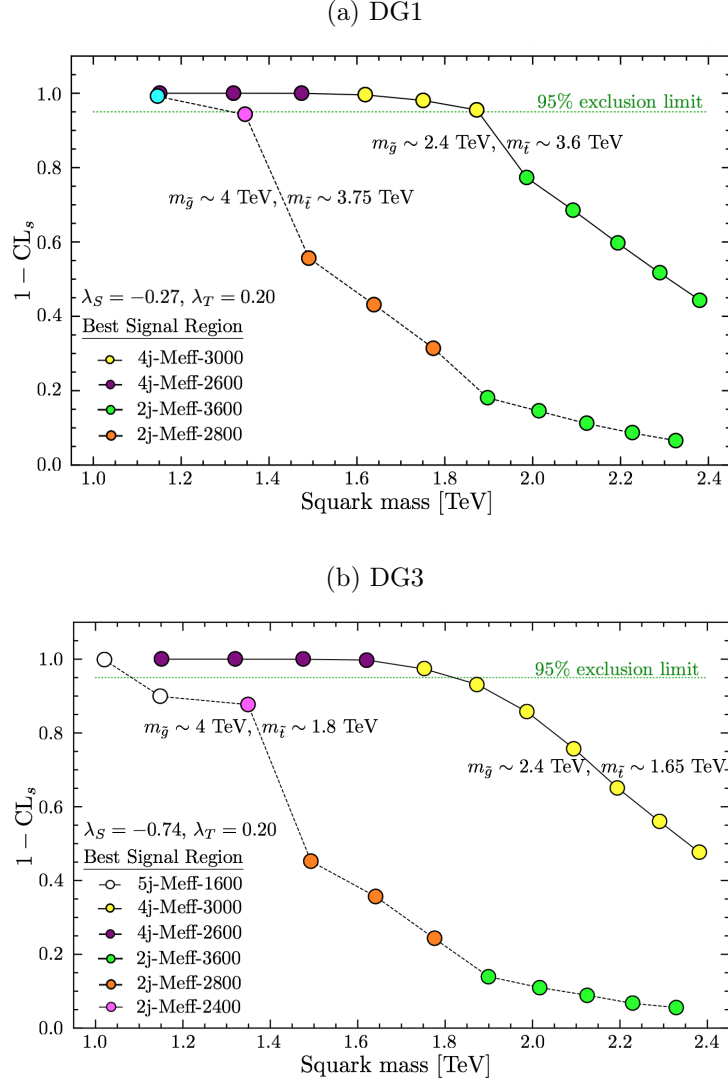 (a) DG1
1 − CLₛ
1.0
0.8
0.6
0.4
0.2
0.0
95% exclusion limit
m_g̃ ∼ 2.4 TeV, m_t̃ ∼ 3.6 TeV
m_g̃ ∼ 4 TeV, m_t̃ ∼ 3.75 TeV
λ_S = −0.27, λ_T = 0.20
Best Signal Region
4j-Meff-3000
4j-Meff-2600
2j-Meff-3600
2j-Meff-2800
1.0 1.2 1.4 1.6 1.8 2.0 2.2 2.4
Squark mass [TeV]
(b) DG3
1 − CLₛ
1.0
0.8
0.6
0.4
0.2
0.0
95% exclusion limit
m_g̃ ∼ 4 TeV, m_t̃ ∼ 1.8 TeV
m_g̃ ∼ 2.4 TeV, m_t̃ ∼ 1.65 TeV
λ_S = −0.74, λ_T = 0.20
Best Signal Region
5j-Meff-1600
4j-Meff-3000
4j-Meff-2600
2j-Meff-3600
2j-Meff-2800
2j-Meff-2400
1.0 1.2 1.4 1.6 1.8 2.0 2.2 2.4
Squark mass [TeV]